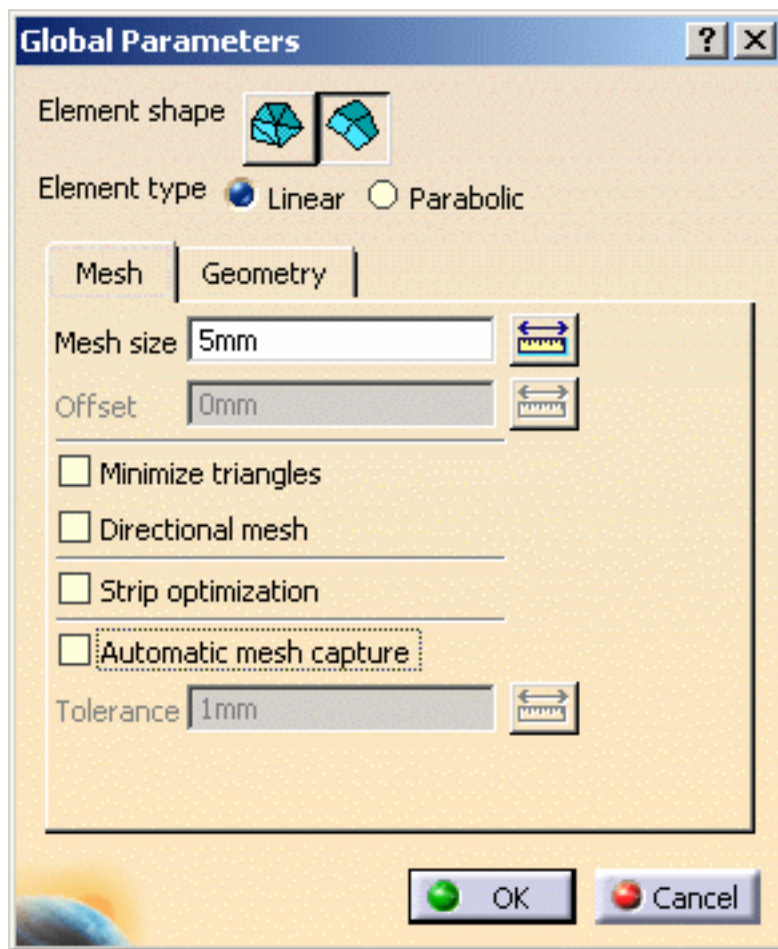 Global Parameters
Element shape
Element type Linear Parabolic
Mesh Geometry
Mesh size 5mm
Offset 0mm
Minimize triangles
Directional mesh
Strip optimization
Automatic mesh capture
Tolerance 1mm
OK Cancel